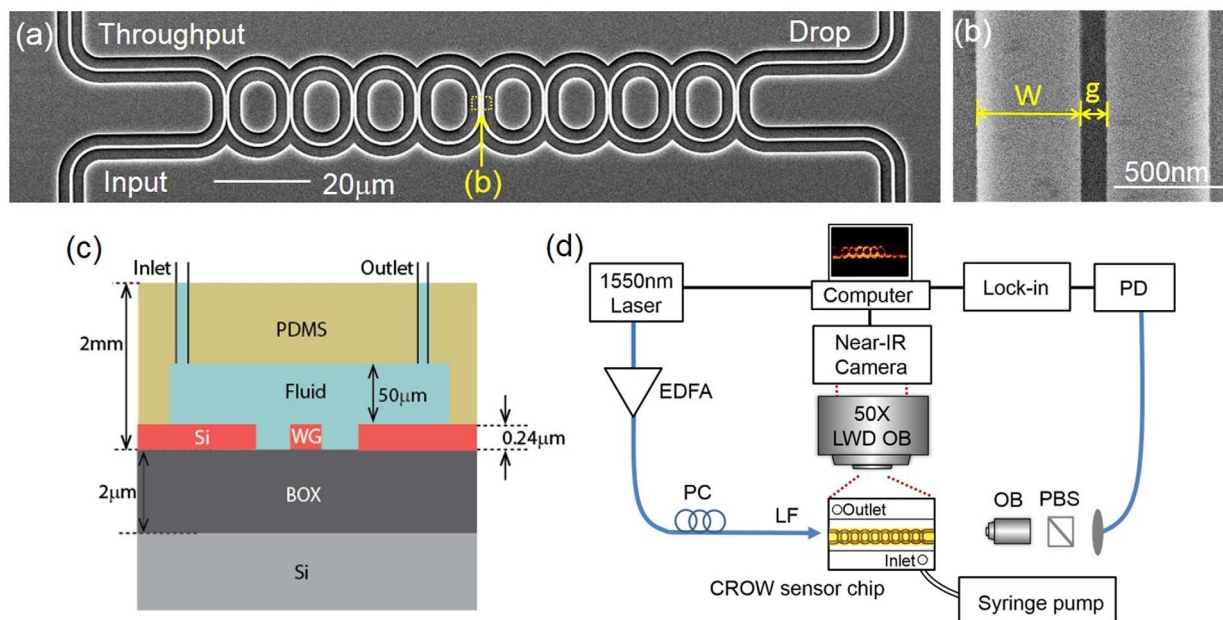 (a)
Throughput
Drop
Input
20μm
(b)
(b)
W
g
500nm
(c)
Inlet
Outlet
2mm
PDMS
Fluid
50μm
Si
WG
0.24μm
2μm
BOX
Si
(d)
1550nm
Laser
Computer
Lock-in
PD
Near-IR
Camera
EDFA
50X
LWD OB
PC
LF
Outlet
Inlet
OB
PBS
CROW sensor chip
Syringe pump